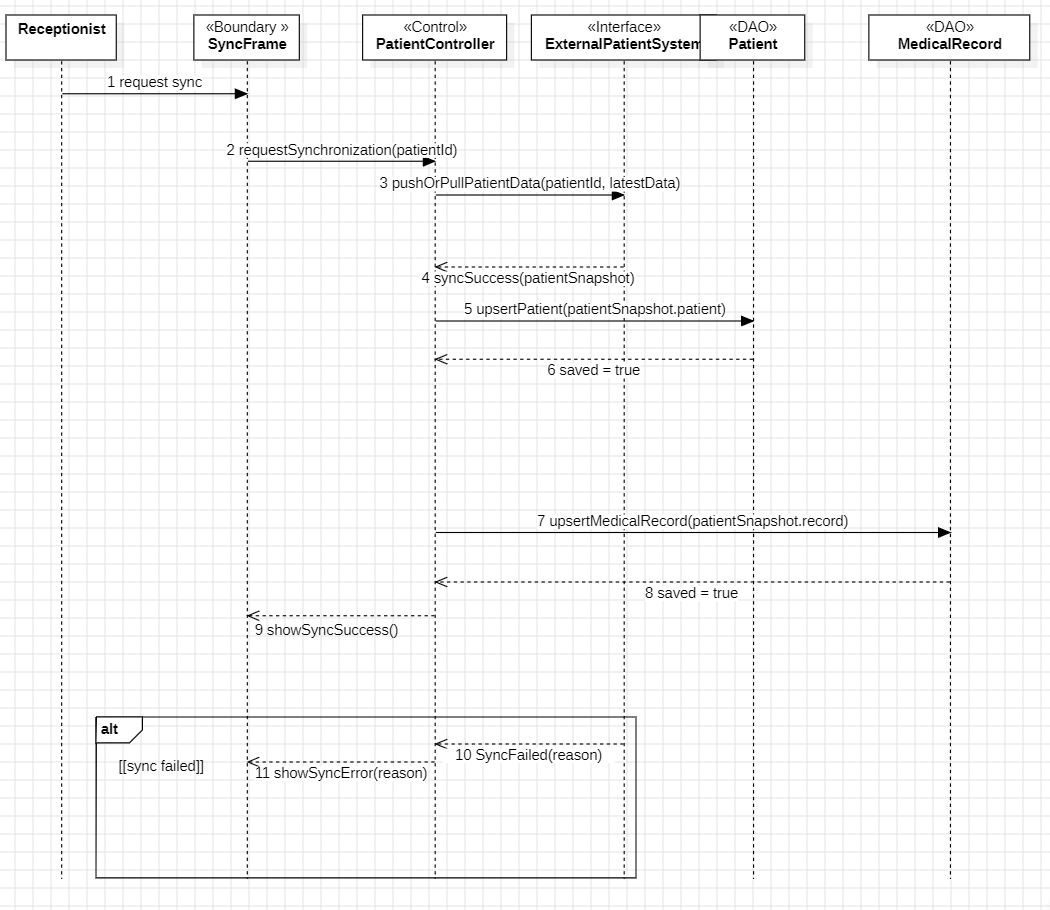 Receptionist
«Boundary »
SyncFrame
«Control»
PatientController
«Interface»
ExternalPatientSystem
«DAO»
Patient
«DAO»
MedicalRecord
1 request sync
2 requestSynchronization(patientId)
3 pushOrPullPatientData(patientId, latestData)
4 syncSuccess(patientSnapshot)
5 upsertPatient(patientSnapshot.patient)
6 saved = true
7 upsertMedicalRecord(patientSnapshot.record)
8 saved = true
9 showSyncSuccess()
alt
10 SyncFailed(reason)
[[sync failed]]
11 showSyncError(reason)